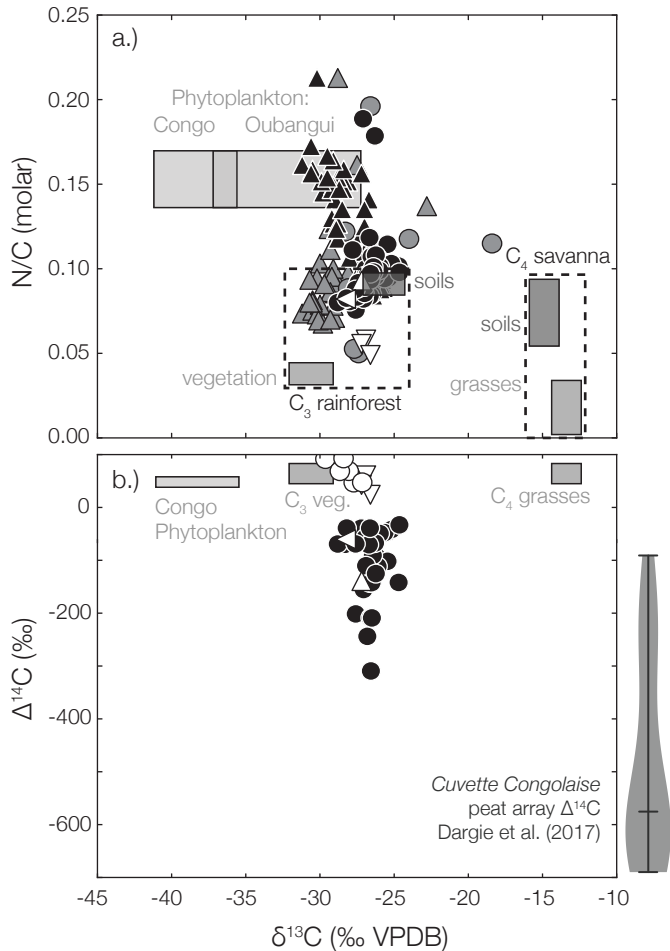 a.)
0.25
0.20
0.15
0.10
0.05
0.00
N/C (molar)
Phytoplankton:
Congo Oubangui
C₄ savanna
soils
soils
vegetation
grasses
C₃ rainforest
b.)
Congo
Phytoplankton
C₃ veg.
C₄ grasses
0
-200
-400
-600
Δ¹⁴C (‰)
Cuvette Congolaise
peat array Δ¹⁴C
Dargie et al. (2017)
-45 -40 -35 -30 -25 -20 -15 -10
δ¹³C (‰ VPDB)